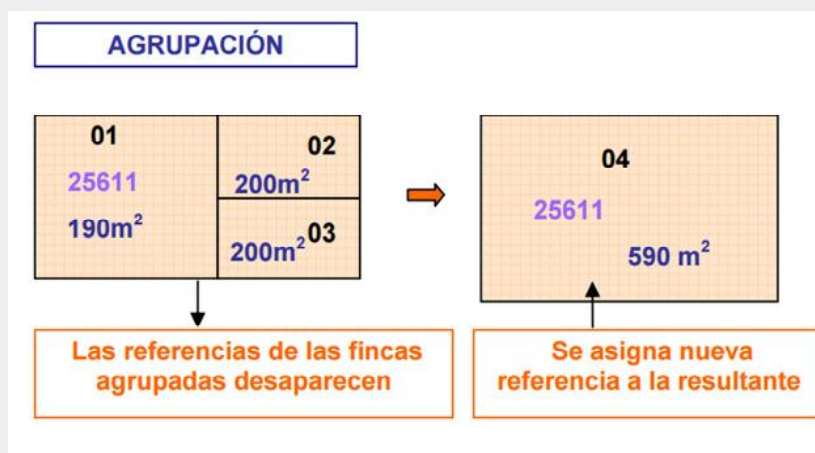 AGRUPACIÓN
01
25611
190m²
02
200m²
03
200m²
04
25611
590 m²
Las referencias de las fincas
agrupadas desaparecen
Se asigna nueva
referencia a la resultante